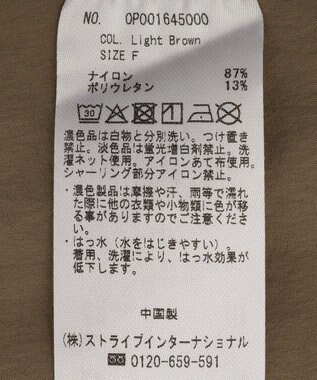 NO. OP001645000
COL. Light Brown
SIZE F
ナイロン 87%
ポリウレタン 13%
30
濃色品は白物と分別洗い。つけ置き
禁止。淡色品は蛍光増白剤禁止。洗
濯ネット使用。アイロンあて布使用。
シャーリング部分アイロン禁止。
・濃色製品は摩擦や汗、雨等で濡れ
た際に他の衣類や小物類に色が移
る事がありますのでご注意くださ
い。
・はっ水（水をはじきやすい）。
着用、洗濯により、はっ水効果が
低下します。
中国製
(株)ストライプインターナショナル
0120-659-591